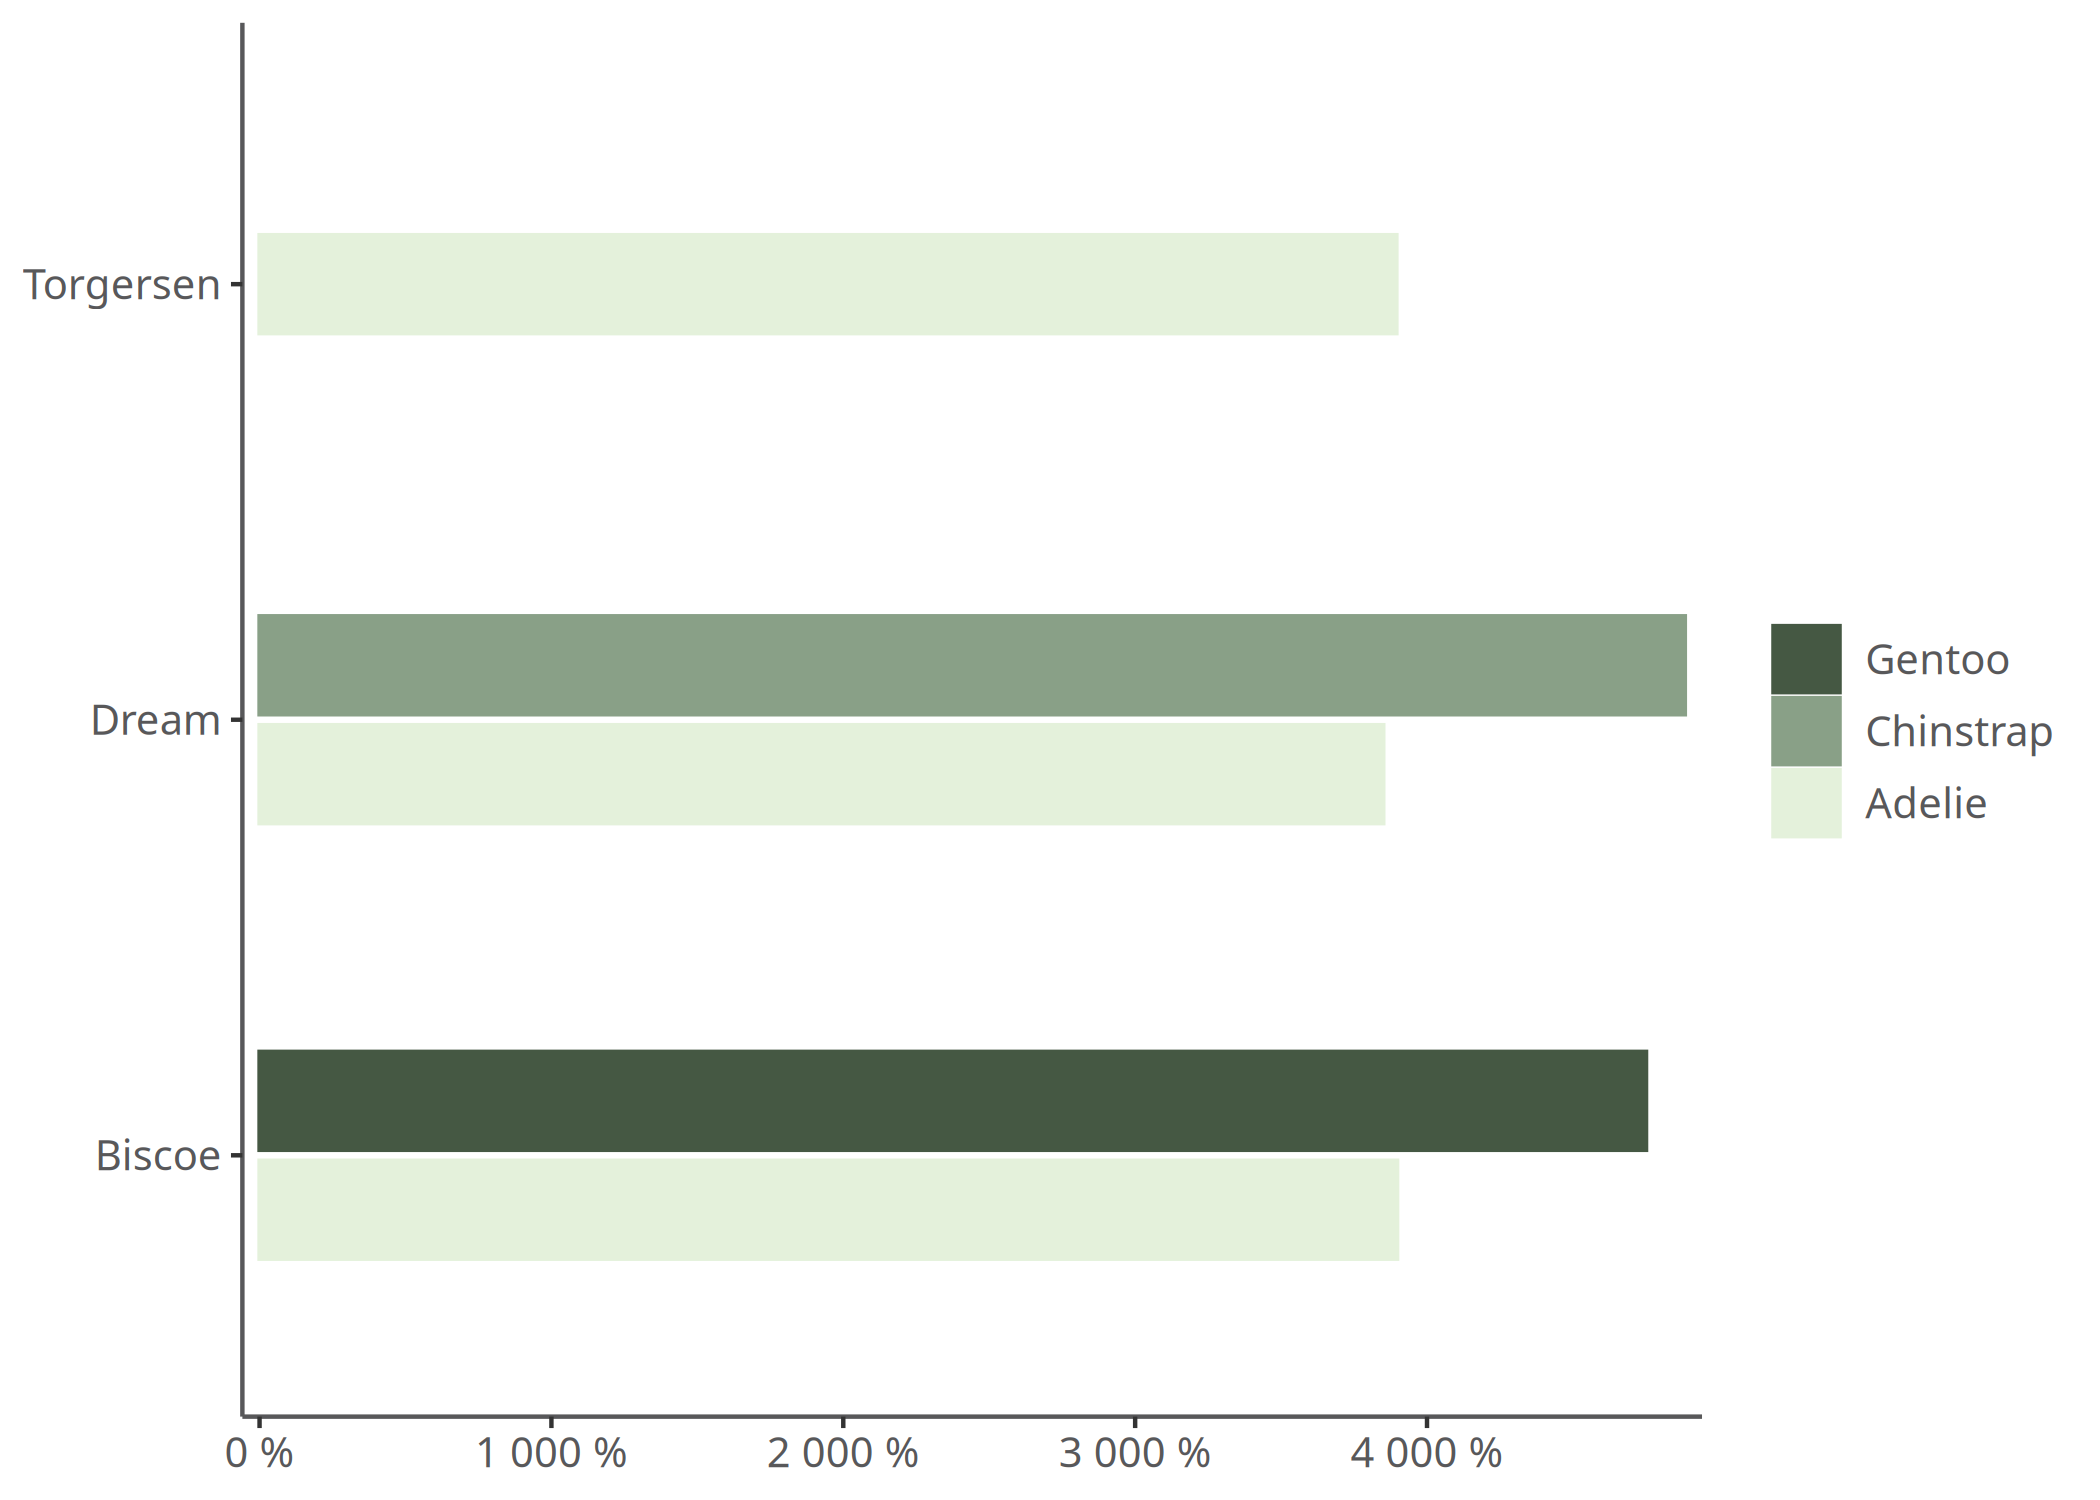 Torgersen
Dream
Biscoe
0 % 1 000 % 2 000 % 3 000 % 4 000 %
Gentoo
Chinstrap
Adelie